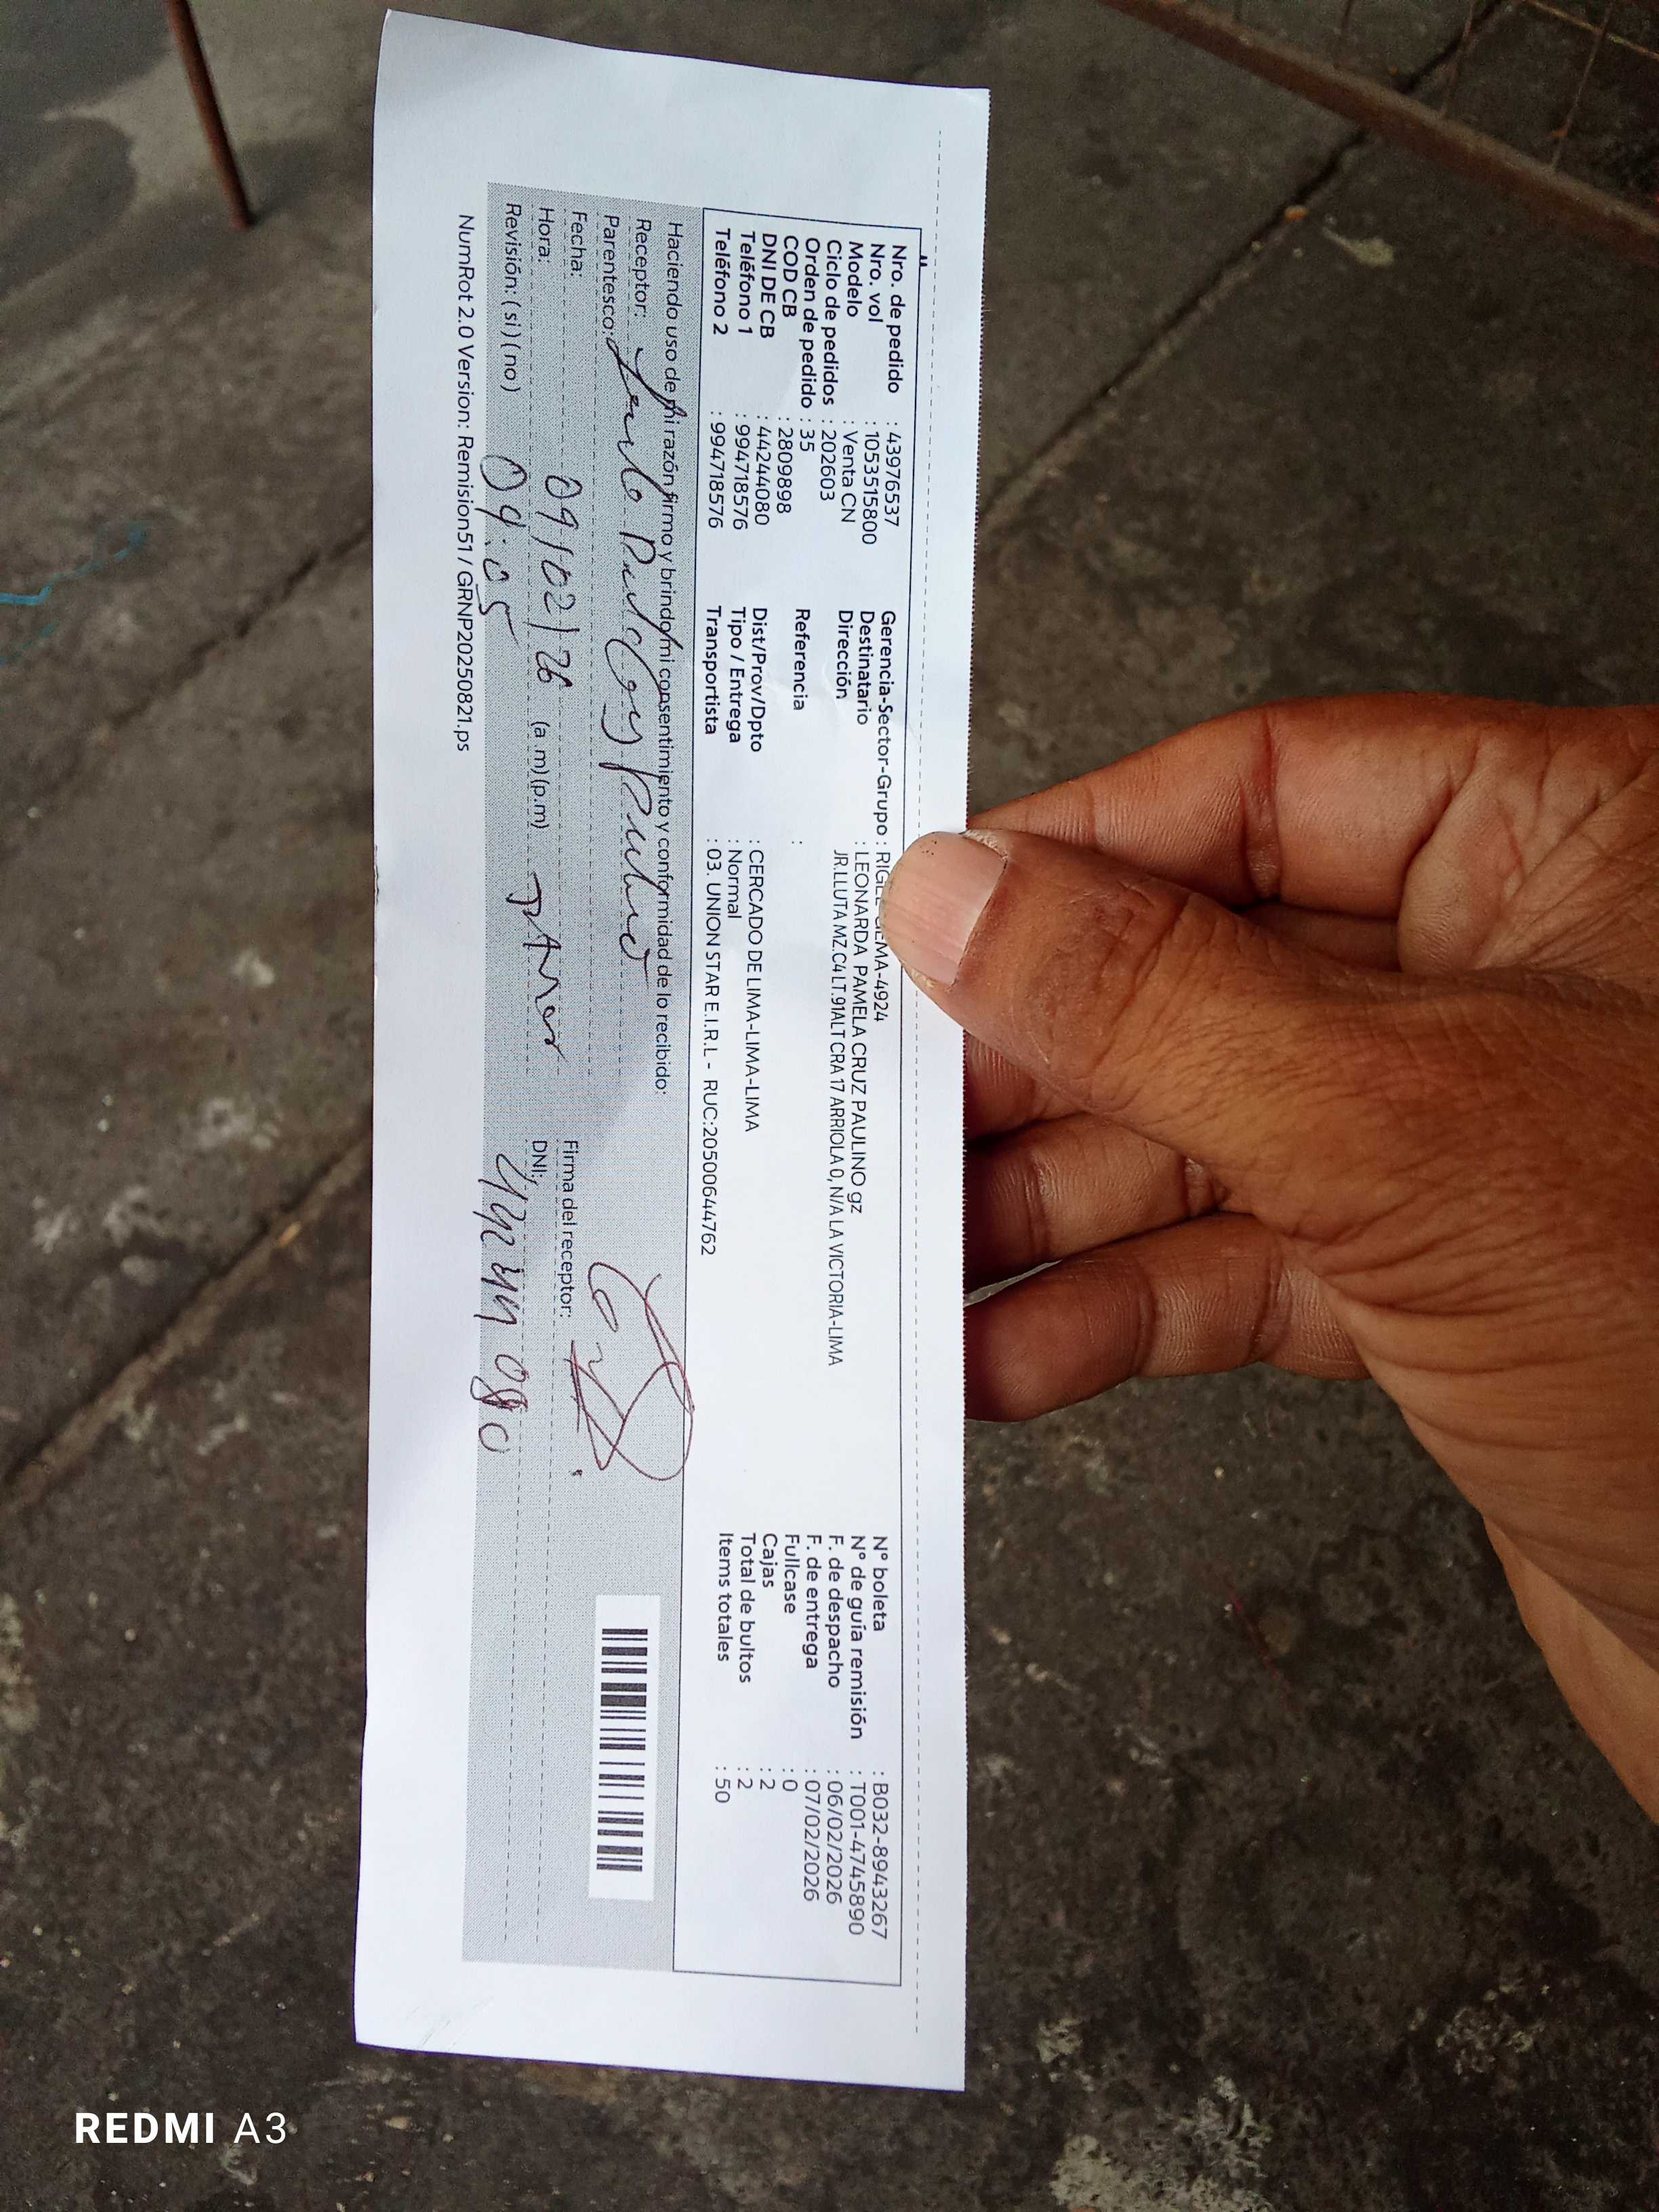 Nro. de pedido : 43976537
Nro. vol : 1053515800
Modelo : Venta CN
Ciclo de pedidos : 202603
Orden de pedido : 35
COD CB : 28099898
DNI DE CB : 44244080
Teléfono 1 : 994718576
Teléfono 2 : 994718576
Gerencia-Sector-Grupo : EMA-4924
Destinatario : LEONARDA PAMELA CRUZ PAULINO gz
Dirección JR.LLUTA MZ.C4 LT.91ALT CRA 17 ARRIOLA 0, N/A LA VICTORIA-LIMA
Referencia :
Dist/Prov/Dpto : CERCADO DE LIMA-LIMA-LIMA
Tipo / Entrega : Normal
Transportista : 03. UNION STAR E.I.R.L - RUC:20500644762
N° boleta : B032-8943267
N° de guía remisión : T001-4745890
F. de despacho : 06/02/2026
F. de entrega : 07/02/2026
Fullcase : 0
Cajas : 2
Total de bultos : 2
Items totales : 50
Haciendo uso de mi razón firmo y brindo mi consentimiento y conformidad de lo recibido:
Receptor:
Parentesco:
Fecha: 09/02/26
Hora: 09:05 (a.m)(p.m)
Revisión: (si) (no)
Firma del receptor:
DNI: 44244080
NumRot 2.0 Version: Remision51 / GRNP20250821.ps
REDMI A3